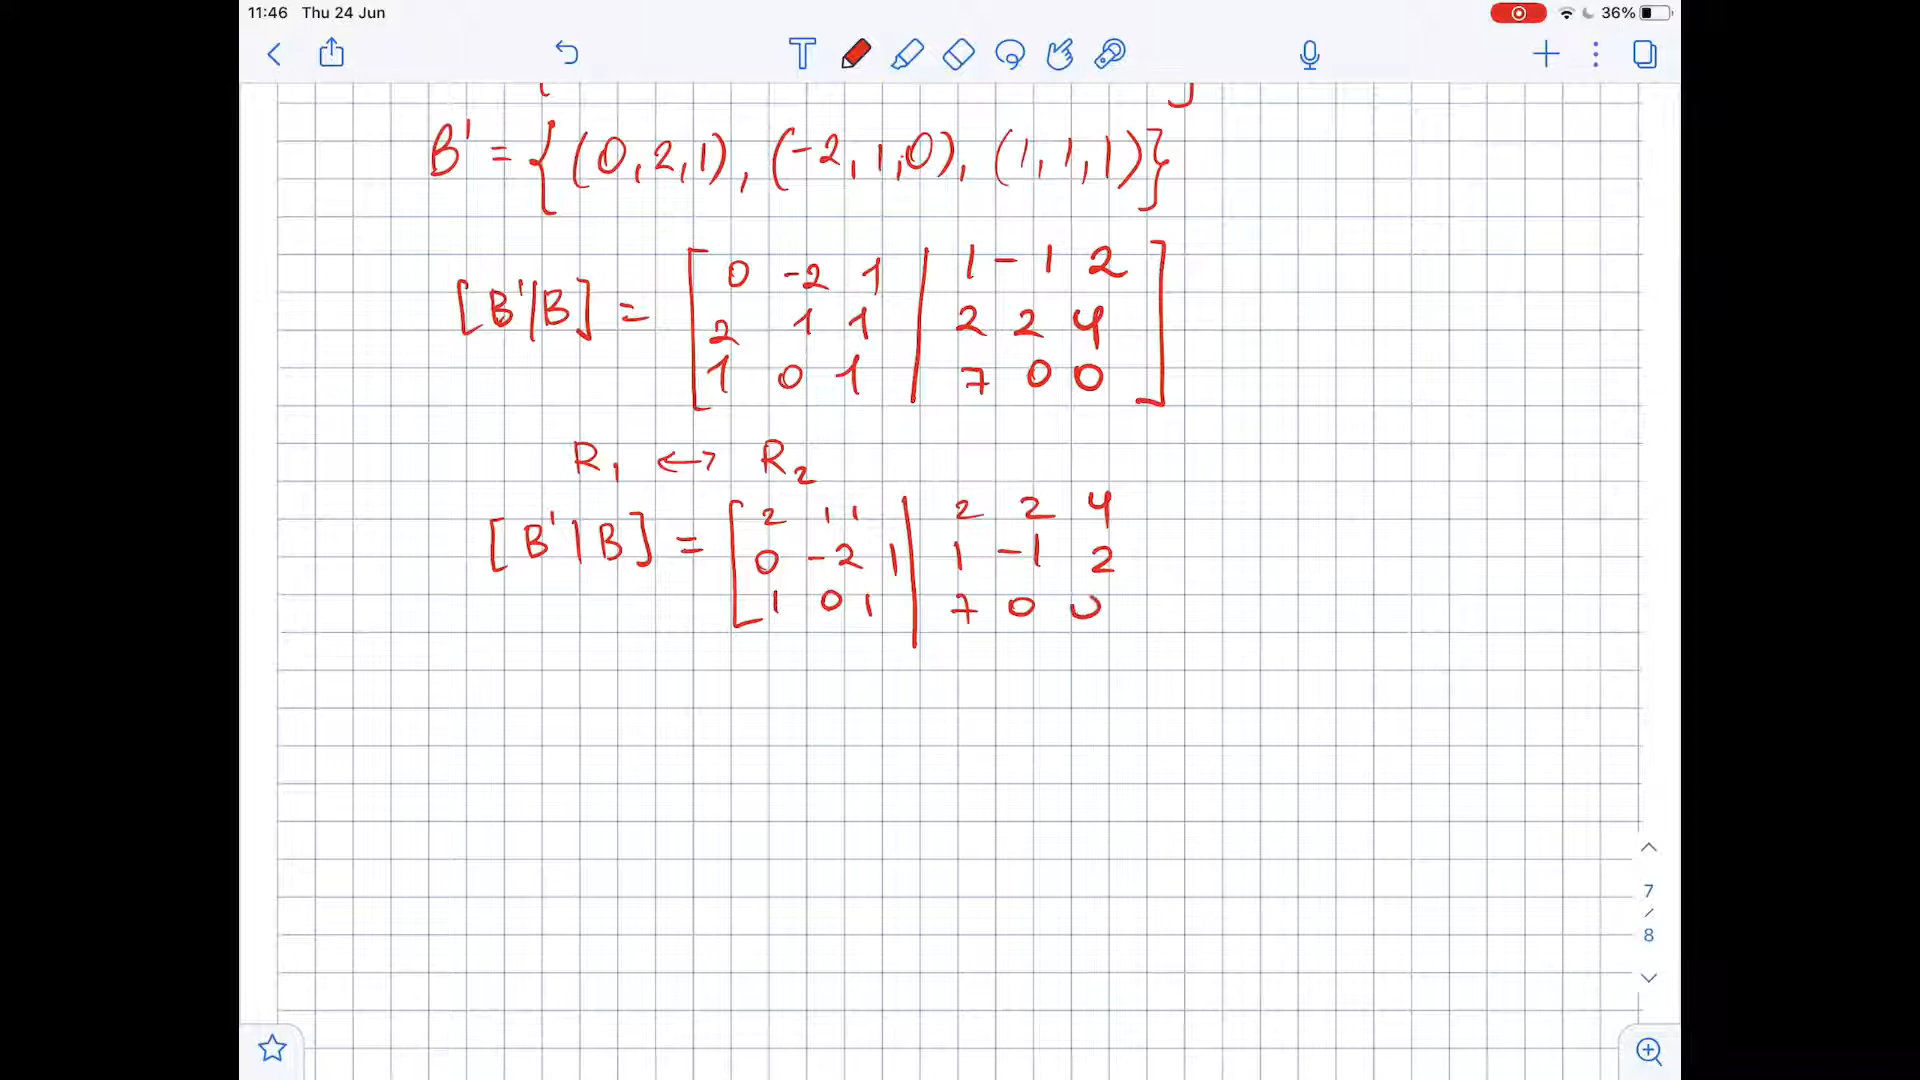 11:46 Thu 24 Jun 36%
B' = { (0,2,1), (-2,1,0), (1,1,1) }
[B'|B] = [ 0 -2 1 | 1 -1 2 ]
2 1 1 | 2 2 4
1 0 1 | 7 0 0
R1 ↔ R2
[B'|B] = [ 2 1 1 | 2 2 4
0 -2 1 | 1 -1 2
1 0 1 | 7 0 0
7
/
8